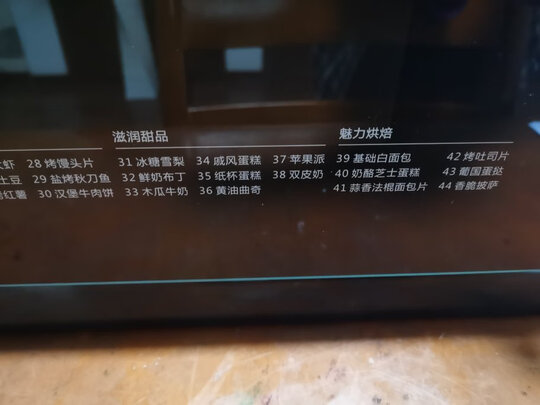 滋润甜品 魅力烘焙
虾 28 烤馒头片 31 冰糖雪梨 34 戚风蛋糕 37 苹果派 39 基础白面包 42 烤吐司片
土豆 29 盐烤秋刀鱼 32 鲜奶布丁 35 纸杯蛋糕 38 双皮奶 40 奶酪芝士蛋糕 43 葡国蛋挞
红薯 30 汉堡牛肉饼 33 木瓜牛奶 36 黄油曲奇 41 蒜香法棍面包片 44 香脆披萨